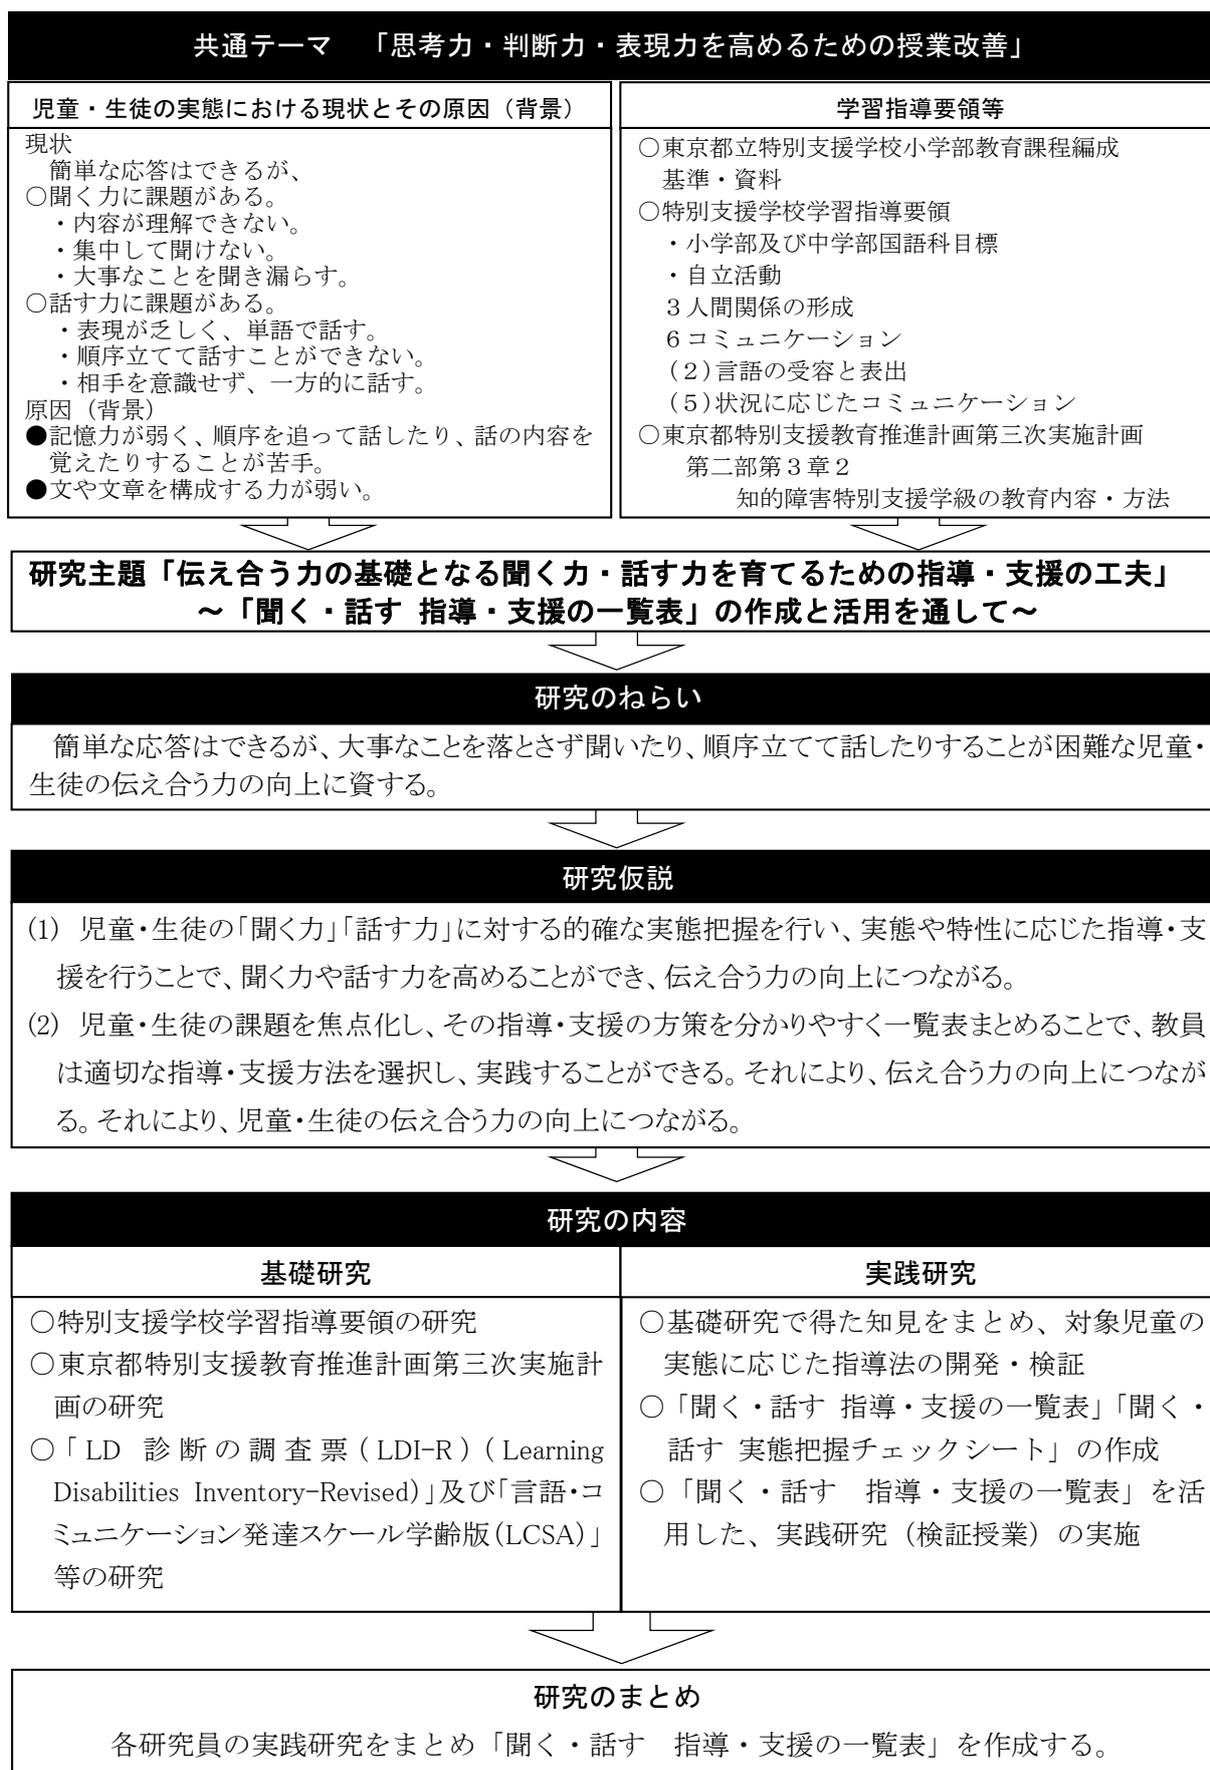 共通テーマ　「思考力・判断力・表現力を高めるための授業改善」
児童・生徒の実態における現状とその原因（背景）
現状
簡単な応答はできるが、
○聞く力に課題がある。
・内容が理解できない。
・集中して聞けない。
・大事なことを聞き漏らす。
○話す力に課題がある。
・表現が乏しく、単語で話す。
・順序立てて話すことができない。
・相手を意識せず、一方的に話す。
原因（背景）
●記憶力が弱く、順序を追って話したり、話の内容を
覚えたりすることが苦手。
●文や文章を構成する力が弱い。
学習指導要領等
○東京都立特別支援学校小学部教育課程編成
基準・資料
○特別支援学校学習指導要領
・小学部及び中学部国語科目標
・自立活動
３人間関係の形成
６コミュニケーション
（２）言語の受容と表出
（５）状況に応じたコミュニケーション
○東京都特別支援教育推進計画第三次実施計画
第二部第３章２
知的障害特別支援学級の教育内容・方法
研究主題「伝え合う力の基礎となる聞く力・話す力を育てるための指導・支援の工夫」
～「聞く・話す 指導・支援の一覧表」の作成と活用を通して～
研究のねらい
簡単な応答はできるが、大事なことを落とさず聞いたり、順序立てて話したりすることが困難な児童・
生徒の伝え合う力の向上に資する。
研究仮説
(1) 児童・生徒の「聞く力」「話す力」に対する的確な実態把握を行い、実態や特性に応じた指導・支
援を行うことで、聞く力や話す力を高めることができ、伝え合う力の向上につながる。
(2) 児童・生徒の課題を焦点化し、その指導・支援の方策を分かりやすく一覧表まとめることで、教員
は適切な指導・支援方法を選択し、実践することができる。それにより、伝え合う力の向上につなが
る。それにより、児童・生徒の伝え合う力の向上につながる。
研究の内容
基礎研究
○特別支援学校学習指導要領の研究
○東京都特別支援教育推進計画第三次実施計
画の研究
○「LD 診断の調査票（LDI-R）（Learning
Disabilities Inventory-Revised）」及び「言語・コ
ミュニケーション発達スケール学齢版（LCSA）」
等の研究
実践研究
○基礎研究で得た知見をまとめ、対象児童の
実態に応じた指導法の開発・検証
○「聞く・話す 指導・支援の一覧表」「聞く・
話す 実態把握チェックシート」の作成
○「聞く・話す　指導・支援の一覧表」を活
用した、実践研究（検証授業）の実施
研究のまとめ
各研究員の実践研究をまとめ「聞く・話す　指導・支援の一覧表」を作成する。